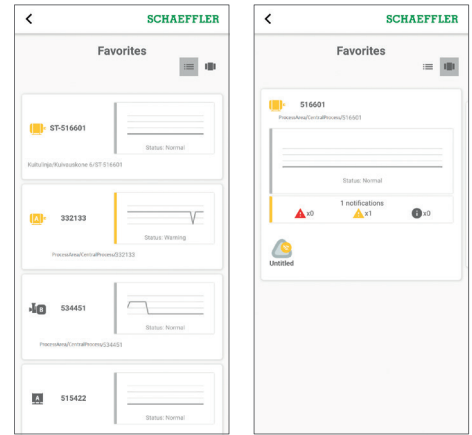 SCHAEFFLER
Favorites
ST-516601
Status: Normal
Kuitulinja/Kuivauskone 6/ST-516601
A
332133
Status: Warning
ProcessArea/CentralProcess/332133
B
534451
Status: Normal
ProcessArea/CentralProcess/534451
A
515422
Status: Normal
SCHAEFFLER
Favorites
516601
ProcessArea/CentralProcess/516601
Status: Normal
1 notifications
x0 x1 x0
Untitled